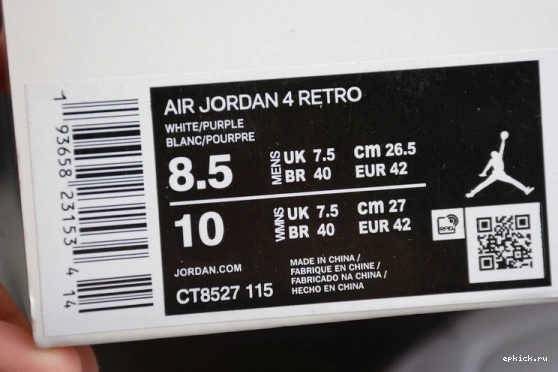 AIR JORDAN 4 RETRO
WHITE/PURPLE
BLANC/POURPRE
8.5 MENS UK 7.5 cm 26.5
BR 40 EUR 42
10 WMNS UK 7.5 cm 27
BR 40 EUR 42
JORDAN.COM
MADE IN CHINA /
FABRIQUE EN CHINE /
FABRICADO NA CHINA /
HECHO EN CHINA
CT8527 115
RFID
1 93658 23153 4 14
epkick.ru